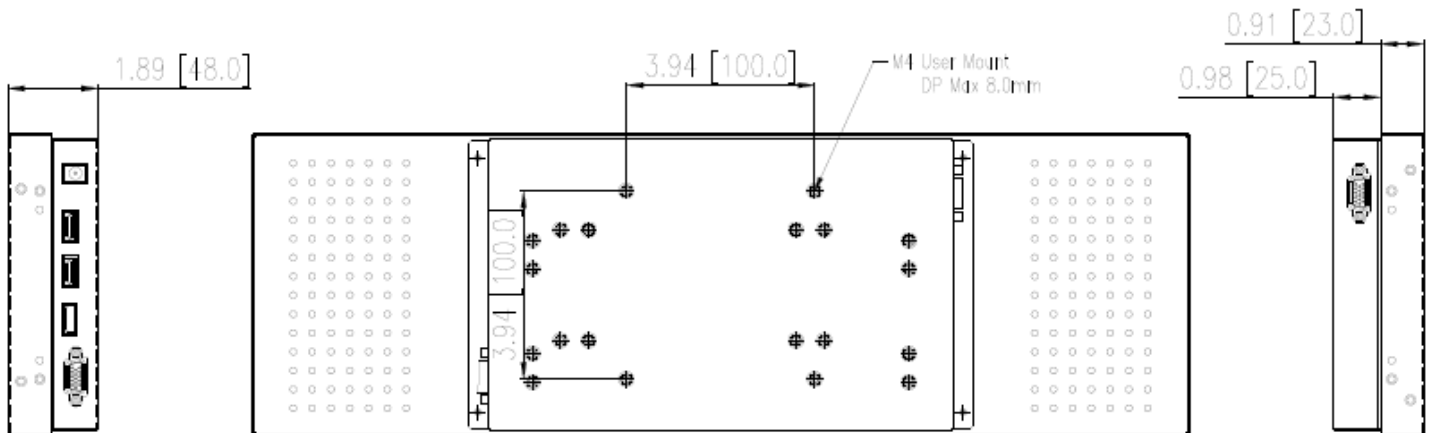 0.91 [23.0]
1.89 [48.0]
3.94 [100.0]
M4 User Mount
DP Max 8.0mm
0.98 [25.0]
3.94 [100.0]